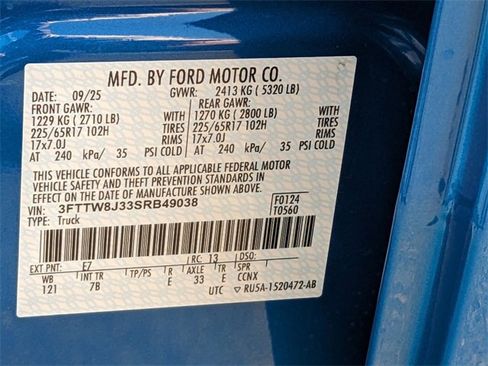 MFD. BY FORD MOTOR CO.
DATE: 09/25 GVWR: 2413 KG ( 5320 LB)
FRONT GAWR: REAR GAWR:
1229 KG ( 2710 LB) WITH 1270 KG ( 2800 LB) WITH
225/65R17 102H TIRES 225/65R17 102H TIRES
17x7.0J RIMS 17x7.0J RIMS
AT 240 kPa/ 35 PSI COLD AT 240 kPa/ 35 PSI COLD
THIS VEHICLE CONFORMS TO ALL APPLICABLE FEDERAL MOTOR
VEHICLE SAFETY AND THEFT PREVENTION STANDARDS IN
EFFECT ON THE DATE OF MANUFACTURE SHOWN ABOVE.
VIN: 3FTTW8J33SRB49038 F0124
TYPE: Truck T0560
EXT PNT: E7 RC: 13 DSO:
WB INT TR TP/PS R AXLE TR SPR
121 7B E 33 E CCNX
UTC RU5A-1520472-AB